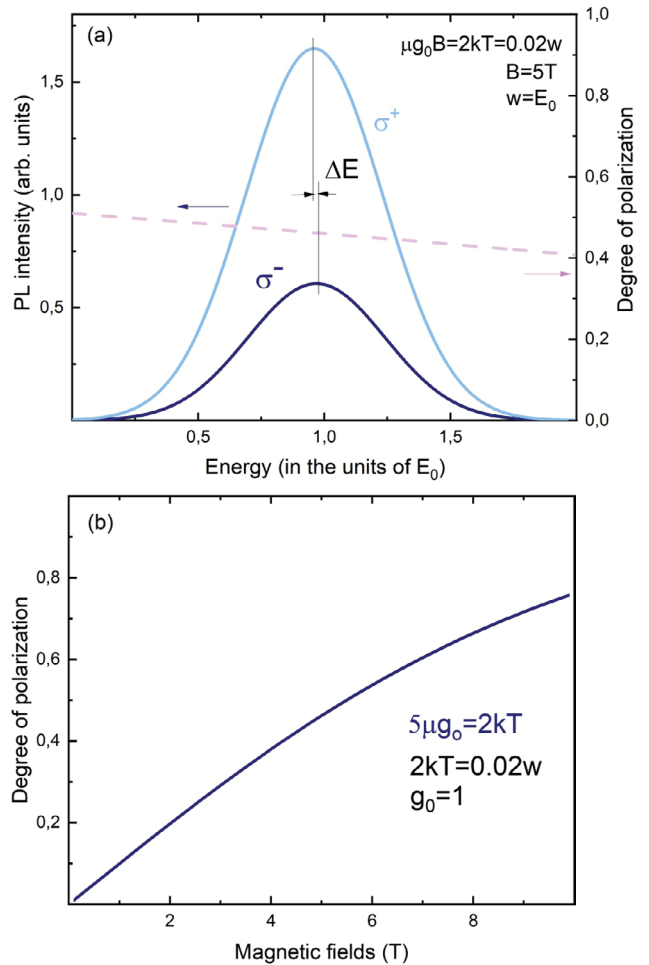 (a)
μg₀B=2kT=0.02w
B=5T
w=E₀
σ⁺
ΔE
σ⁻
PL intensity (arb. units)
1,5
1,0
0,5
1,0
0,8
0,6
0,4
0,2
0,0
Degree of polarization
0,5 1,0 1,5
Energy (in the units of E₀)
(b)
Degree of polarization
0,8
0,6
0,4
0,2
5μg₀=2kT
2kT=0.02w
g₀=1
2 4 6 8
Magnetic fields (T)